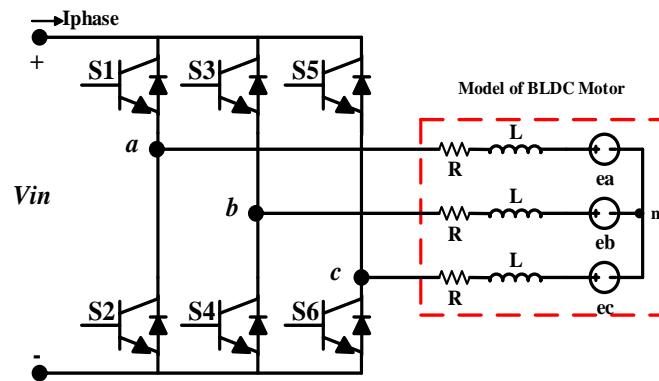 Iphase
+
S1 S3 S5
Model of BLDC Motor
a
R L ea
Vin
b
R L eb
n
c
R L ec
S2 S4 S6
-